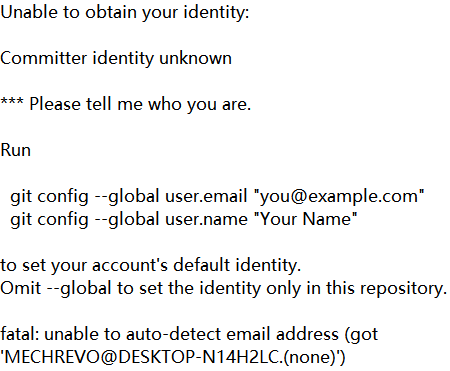 Unable to obtain your identity:
Committer identity unknown
*** Please tell me who you are.
Run
git config --global user.email "you@example.com"
git config --global user.name "Your Name"
to set your account's default identity.
Omit --global to set the identity only in this repository.
fatal: unable to auto-detect email address (got
'MECHREVO@DESKTOP-N14H2LC.(none)')